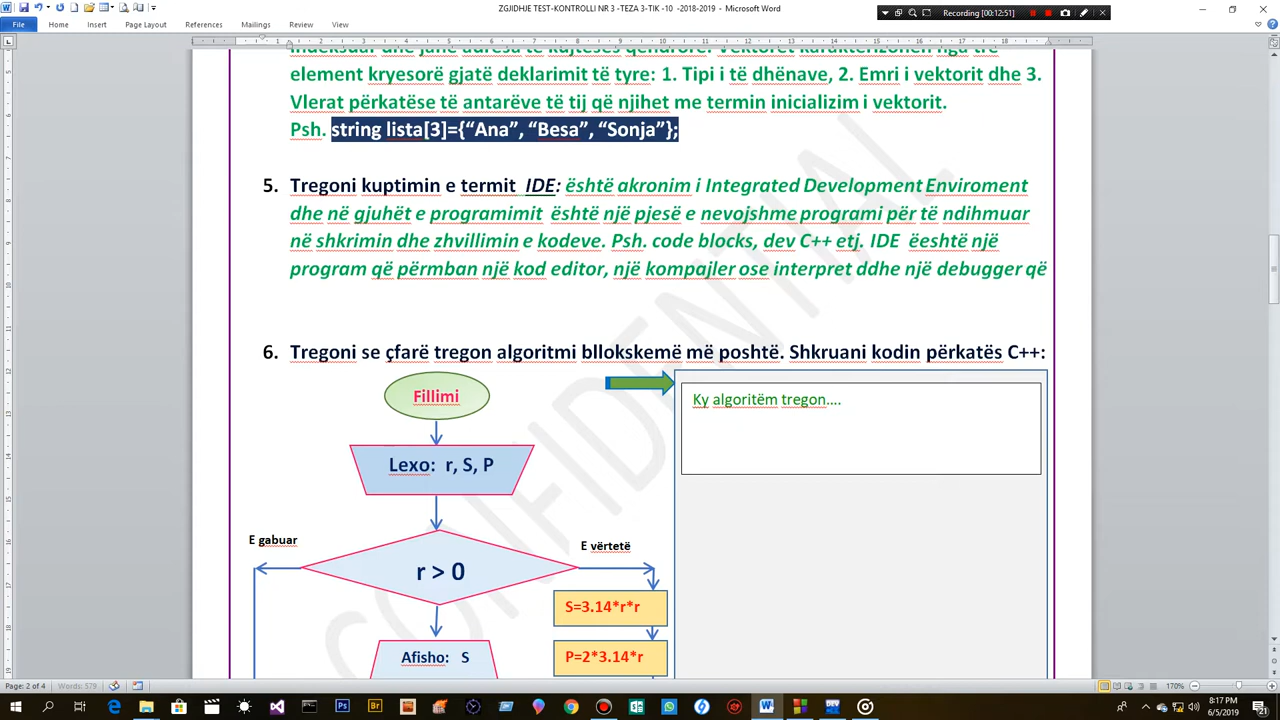 ZGJIDHJE TEST-KONTROLLI NR 3 -TEZA 3-TIK -10 -2018-2019 - Microsoft Word
Recording [00:12:51]
File Home Insert Page Layout References Mailings Review View
element kryesorë gjatë deklarimit të tyre: 1. Tipi i të dhënave, 2. Emri i vektorit dhe 3.
Vlerat përkatëse të antarëve të tij që njihet me termin inicializim i vektorit.
Psh. string lista[3]={“Ana”, “Besa”, “Sonja”};
5. Tregoni kuptimin e termit IDE: është akronim i Integrated Development Enviroment
dhe në gjuhët e programimit është një pjesë e nevojshme programi për të ndihmuar
në shkrimin dhe zhvillimin e kodeve. Psh. code blocks, dev C++ etj. IDE ëeshtë një
program që përmban një kod editor, një kompajler ose interpret ddhe një debugger që
6. Tregoni se çfarë tregon algoritmi bllokskemë më poshtë. Shkruani kodin përkatës C++:
Fillimi
Ky algoritëm tregon....
Lexo: r, S, P
E gabuar
E vërtetë
r > 0
S=3.14*r*r
Afisho: S
P=2*3.14*r
CONFIDENTIAL
Page: 2 of 4 Words: 579 170%
8:17 PM
6/5/2019